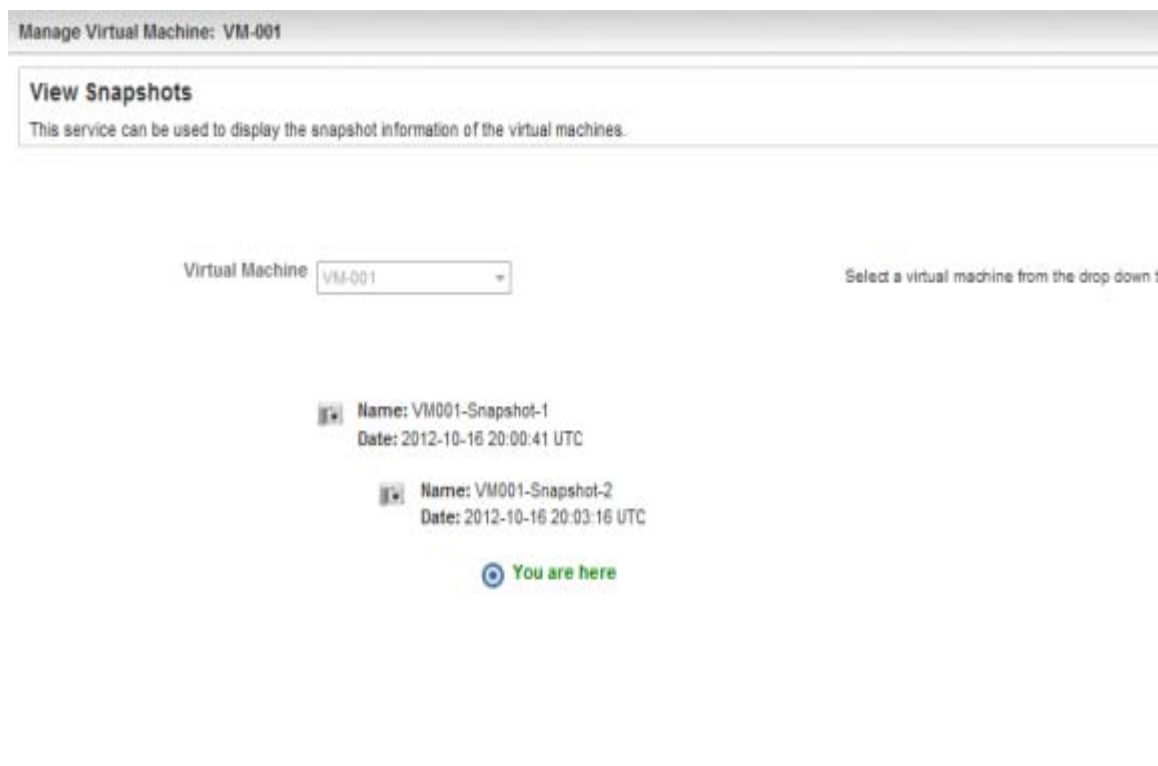 Manage Virtual Machine: VM-001
View Snapshots
This service can be used to display the snapshot information of the virtual machines.
Virtual Machine
VM-001
Select a virtual machine from the drop down
Name: VM001-Snapshot-1
Date: 2012-10-16 20:00:41 UTC
Name: VM001-Snapshot-2
Date: 2012-10-16 20:03:16 UTC
You are here